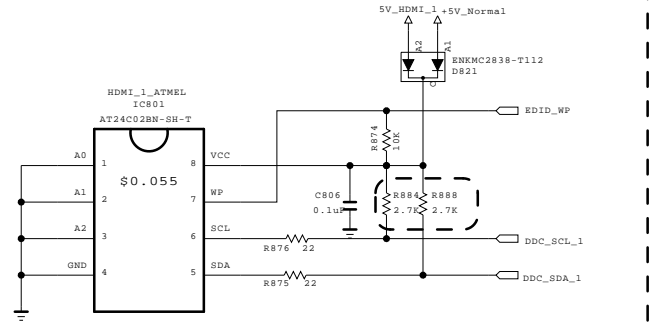 5V_HDMI_1 +5V_Normal
A2
A1
ENKMC2838-T112
D821
C
HDMI_1_ATMEL
IC801
AT24C02BN-SH-T
EDID_WP
R874
10K
A0 1 8 VCC
$0.055
A1 2 7 WP
C806
0.1uF
R884 R888
2.7K 2.7K
A2 3 6 SCL
R876 22
DDC_SCL_1
GND 4 5 SDA
R875 22
DDC_SDA_1